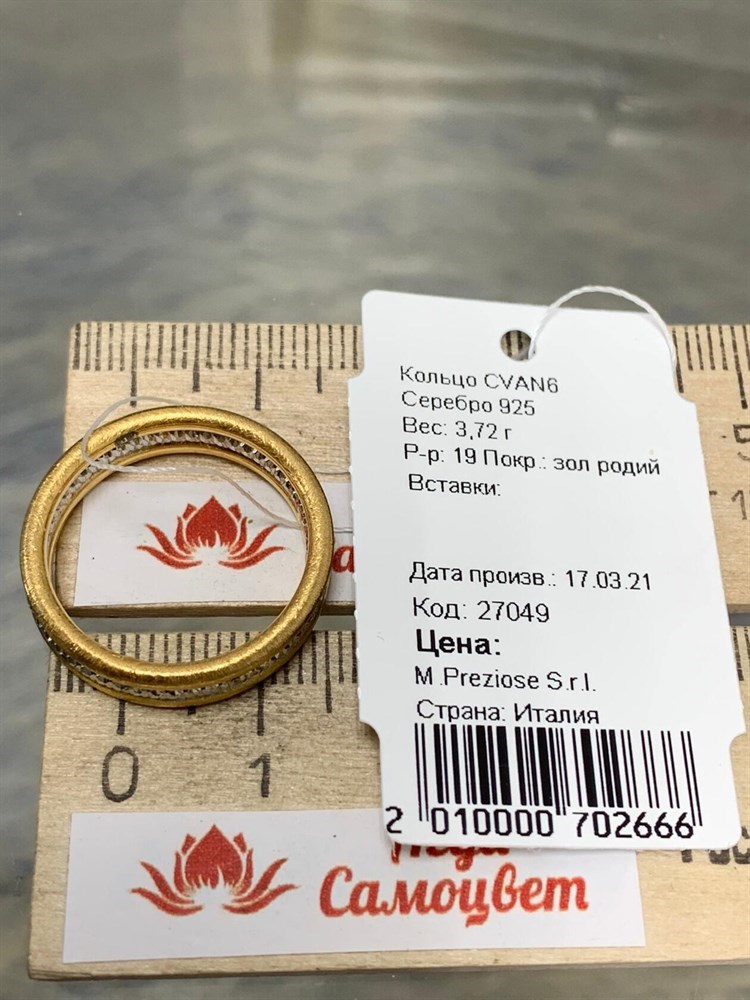 Кольцо CVAN6
Серебро 925
Вес: 3,72 г
Р-р: 19 Покр.: зол родий
Вставки:
Дата произв.: 17.03.21
Код: 27049
Цена:
M.Preziose S.r.l.
Страна: Италия
2 010000 702666
0 1
Самоцвет